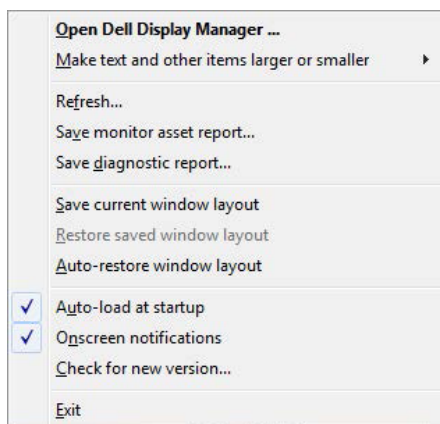 Open Dell Display Manager ...
Make text and other items larger or smaller
Refresh...
Save monitor asset report...
Save diagnostic report...
Save current window layout
Restore saved window layout
Auto-restore window layout
Auto-load at startup
Onscreen notifications
Check for new version...
Exit